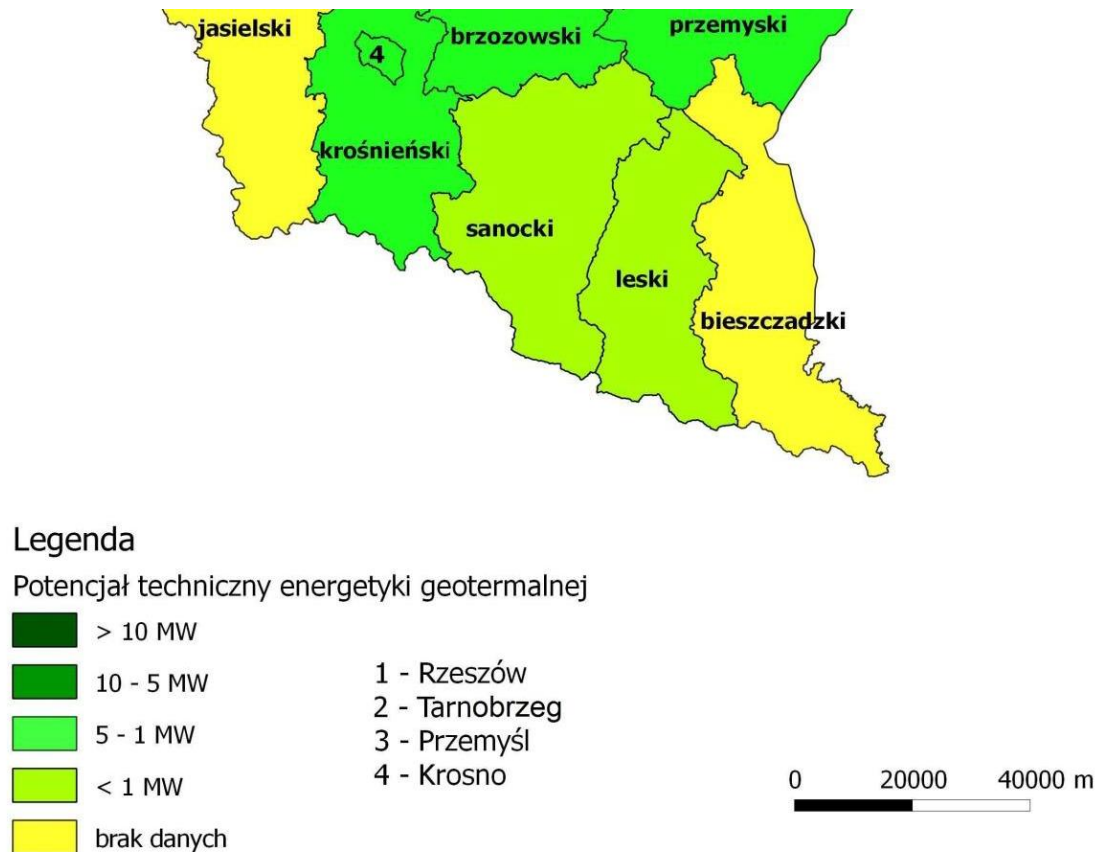 jasielski
4
brzozowski
przemyski
krośnieński
sanocki
leski
bieszczadzki
Legenda
Potencjał techniczny energetyki geotermalnej
> 10 MW
10 - 5 MW
5 - 1 MW
< 1 MW
brak danych
1 - Rzeszów
2 - Tarnobrzeg
3 - Przemyśl
4 - Krosno
0 20000 40000 m